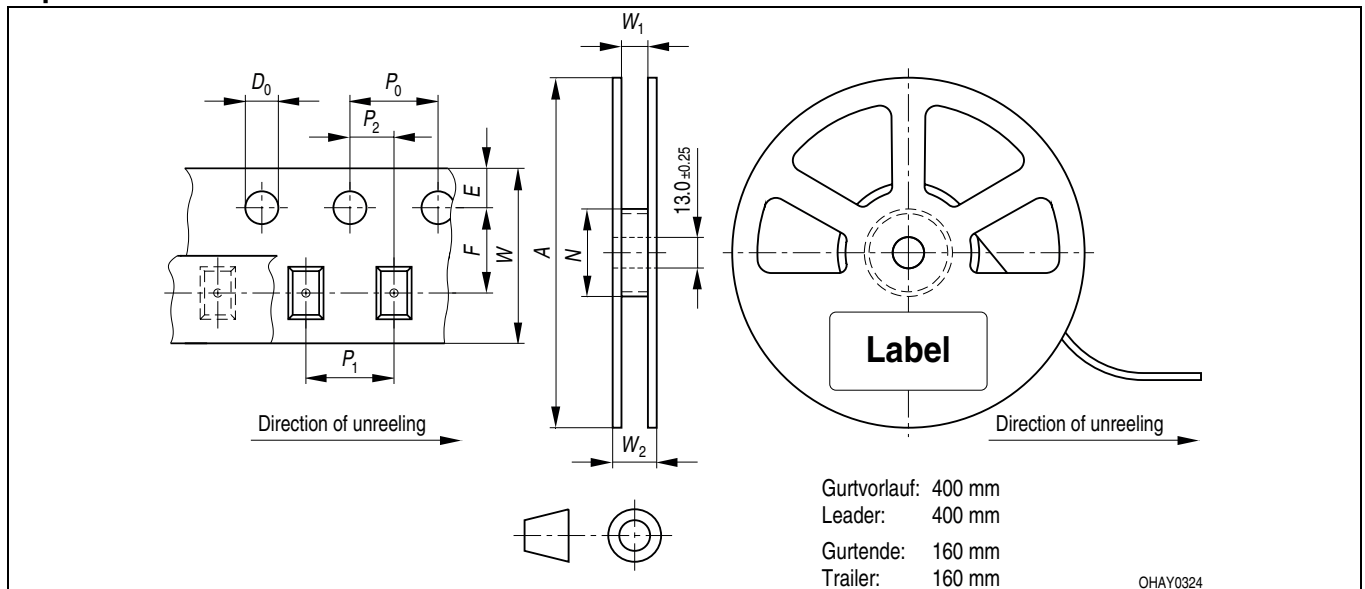 W1
D0
P0
P2
E
F
W
A
N
13.0 ±0.25
P1
Label
Direction of unreeling
W2
Direction of unreeling
Gurtvorlauf: 400 mm
Leader: 400 mm
Gurtende: 160 mm
Trailer: 160 mm
OHAY0324